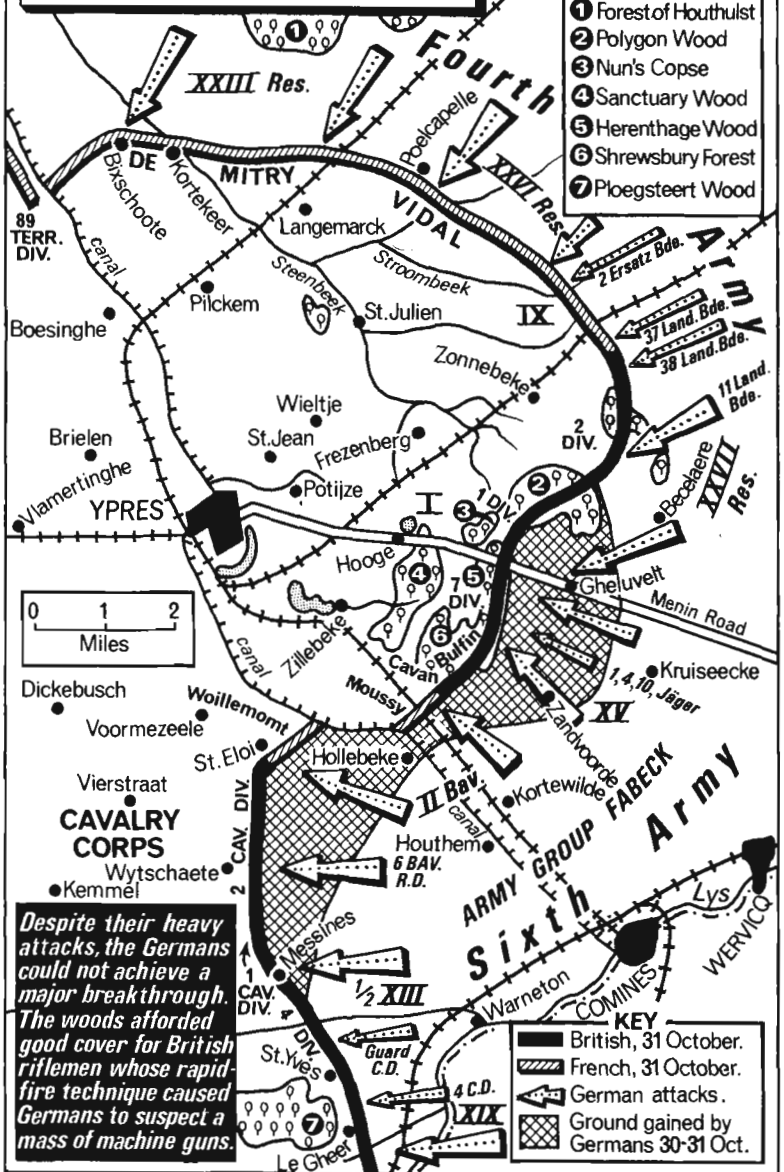 1 Forest of Houthulst
2 Polygon Wood
3 Nun's Copse
4 Sanctuary Wood
5 Herenthage Wood
6 Shrewsbury Forest
7 Ploegsteert Wood
1
XXIII Res.
Fourth
Army
Poelcapelle
XXVI Res.
DE
MITRY
VIDAL
Bixschoote
Kortekeer
89
TERR.
DIV.
canal
Langemarck
Steenbeek
Stroombeek
2 Ersatz Bde.
Pilckem
Boesinghe
St.Julien
IX
37 Land.Bde.
38 Land.Bde.
Zonnebeke
11 Land.
Bde.
Wieltje
2
DIV.
Brielen
St.Jean
Frezenberg
Vlamertinghe
Potijze
YPRES
I
3
1 DIV.
2
Becelaere
XXVII
Res.
Hooge
4
5
7
DIV.
Gheluvelt
Menin Road
0 1 2
Miles
Zillebeke
6
Cavan
Bulfin
canal
Moussy
1,4,10, Jäger
Kruiseecke
Dickebusch
Woillemomt
Voormezeele
XV
Zandvoorde
St.Eloi
Hollebeke
Vierstraat
II Bav.
canal
Kortewilde
CAVALRY
CORPS
2 CAV. DIV.
Houthem
ARMY GROUP FABECK
Sixth Army
Wytschaete
6 BAV.
R.D.
Kemmel
Lys
WERVICQ
Messines
1
CAV.
DIV.
½ XIII
Warneton
COMINES
4 DIV.
Guard
C.D.
St.Yves
4 C.D.
XIX
7
Le Gheer
Despite their heavy
attacks, the Germans
could not achieve a
major breakthrough.
The woods afforded
good cover for British
riflemen whose rapid-
fire technique caused
Germans to suspect a
mass of machine guns.
KEY
British, 31 October.
French, 31 October.
German attacks.
Ground gained by
Germans 30-31 Oct.